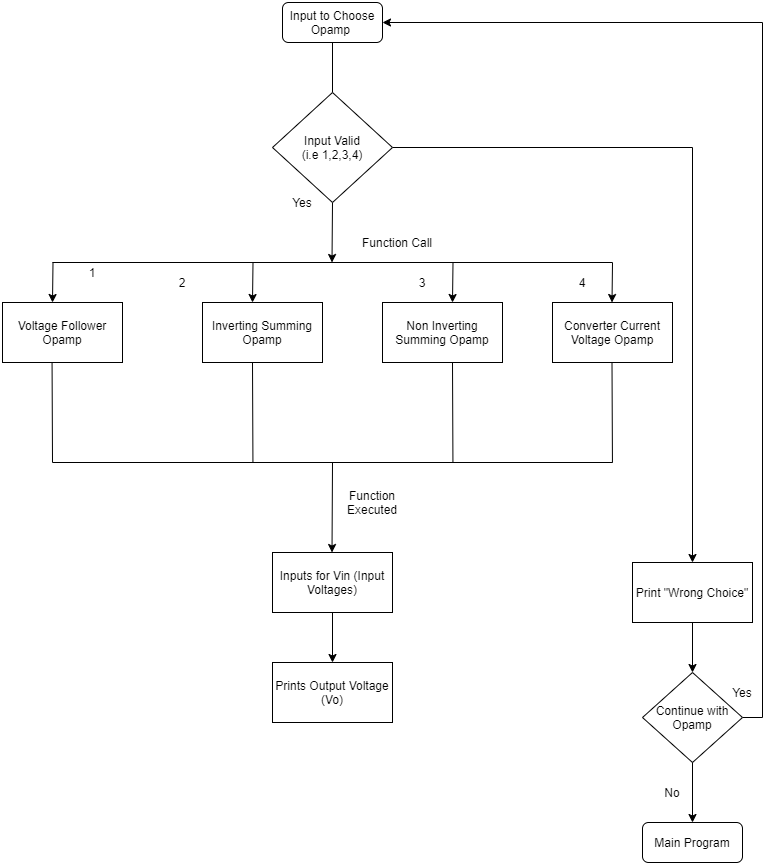 Input to Choose
Opamp
Input Valid
(i.e 1,2,3,4)
Yes
Function Call
1
2
3
4
Voltage Follower
Opamp
Inverting Summing
Opamp
Non Inverting
Summing Opamp
Converter Current
Voltage Opamp
Function
Executed
Inputs for Vin (Input
Voltages)
Print "Wrong Choice"
Prints Output Voltage
(Vo)
Yes
Continue with
Opamp
No
Main Program